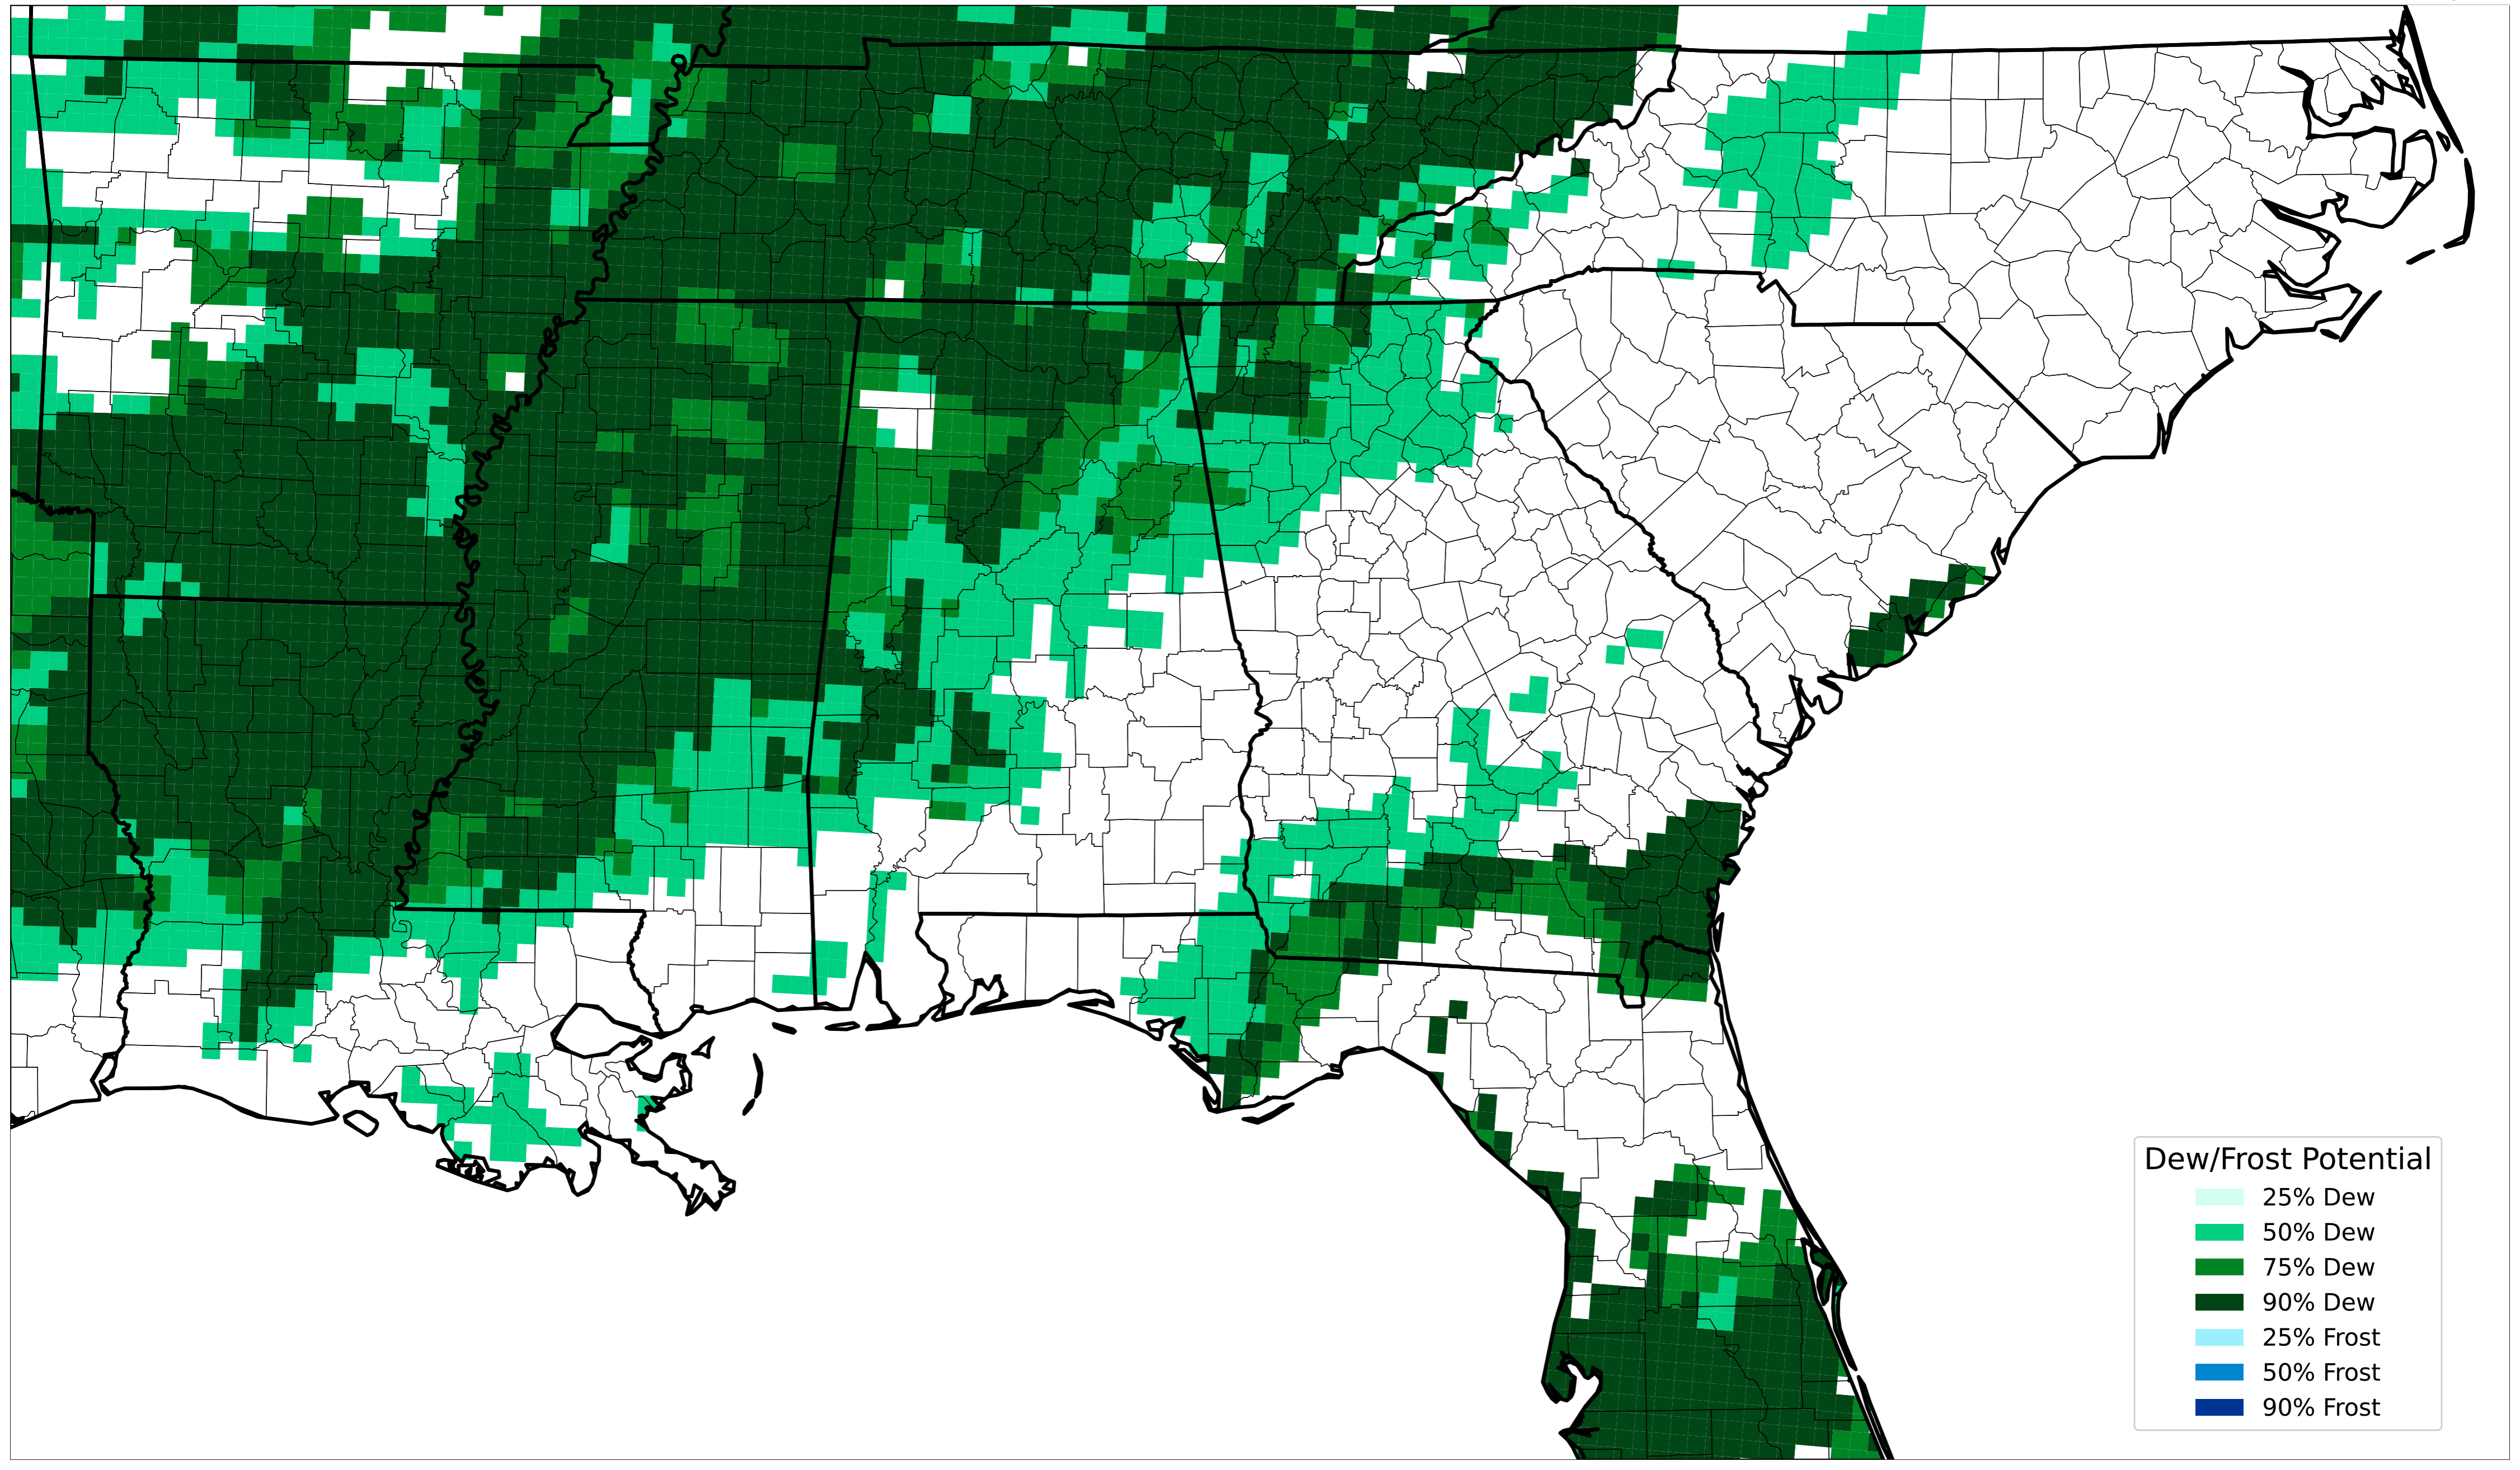 Dew/Frost Potential
25% Dew
50% Dew
75% Dew
90% Dew
25% Frost
50% Frost
90% Frost